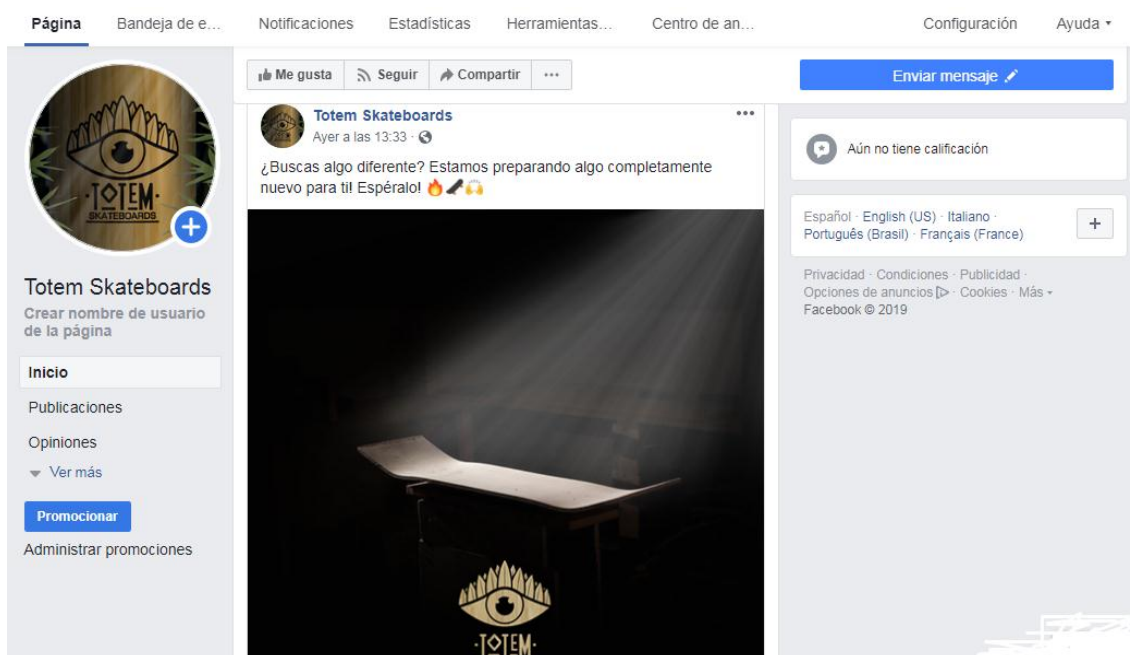 Página Bandeja de e... Notificaciones Estadísticas Herramientas... Centro de an... Configuración Ayuda
Me gusta Seguir Compartir ...
Enviar mensaje
TOTEM
SKATEBOARDS
Totem Skateboards
Crear nombre de usuario
de la página
Inicio
Publicaciones
Opiniones
Ver más
Promocionar
Administrar promociones
Totem Skateboards
Ayer a las 13:33 ·
¿Buscas algo diferente? Estamos preparando algo completamente
nuevo para ti! Espéralo! 🔥🛹🙌
·TOTEM·
Aún no tiene calificación
Español · English (US) · Italiano ·
Português (Brasil) · Français (France)
Privacidad · Condiciones · Publicidad ·
Opciones de anuncios · Cookies · Más
Facebook © 2019